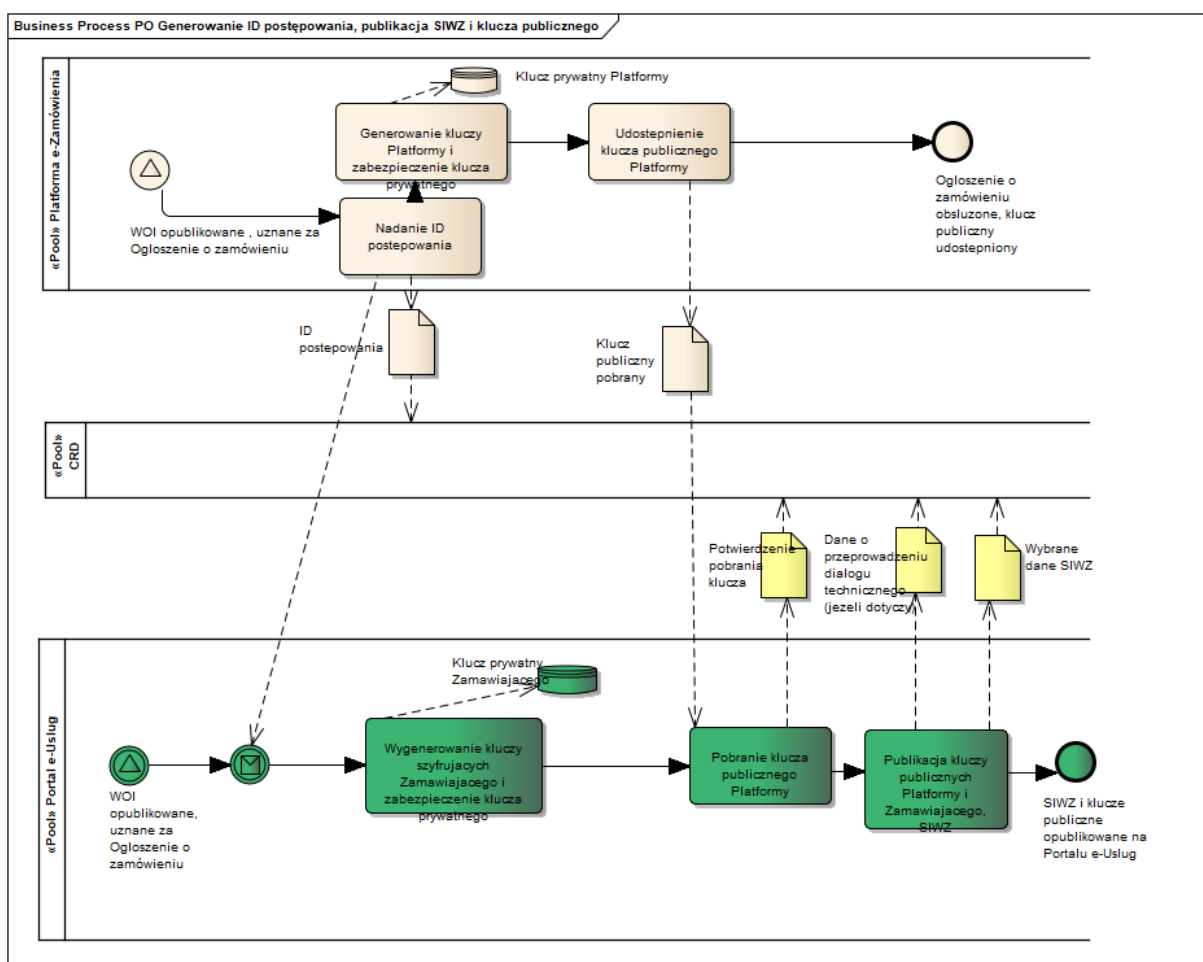 Business Process PO Generowanie ID postępowania, publikacja SIWZ i klucza publicznego
«Pool» Platforma e-Zamówienia
Klucz prywatny Platformy
Generowanie kluczy
Platformy i
zabezpieczenie klucza
prywatnego
Udostepnienie
klucza publicznego
Platformy
WOI opublikowane , uznane za
Ogloszenie o zamówieniu
Nadanie ID
postepowania
Ogloszenie o
zamówieniu
obsluzone, klucz
publiczny
udostepniony
ID
postepowania
Klucz
publiczny
pobrany
«Pool»
CRD
Potwierdzenie
pobrania
klucza
Dane o
przeprowadzeniu
dialogu
technicznego
(jezeli dotyczy)
Wybrane
dane SIWZ
«Pool» Portal e-Uslug
Klucz prywatny
Zamawiajacego
WOI
opublikowane,
uznane za
Ogloszenie o
zamówieniu
Wygenerowanie kluczy
szyfrujacych
Zamawiajacego i
zabezpieczenie klucza
prywatnego
Pobranie klucza
publicznego
Platformy
Publikacja kluczy
publicznych
Platformy i
Zamawiajacego,
SIWZ
SIWZ i klucze
publiczne
opublikowane na
Portalu e-Uslug